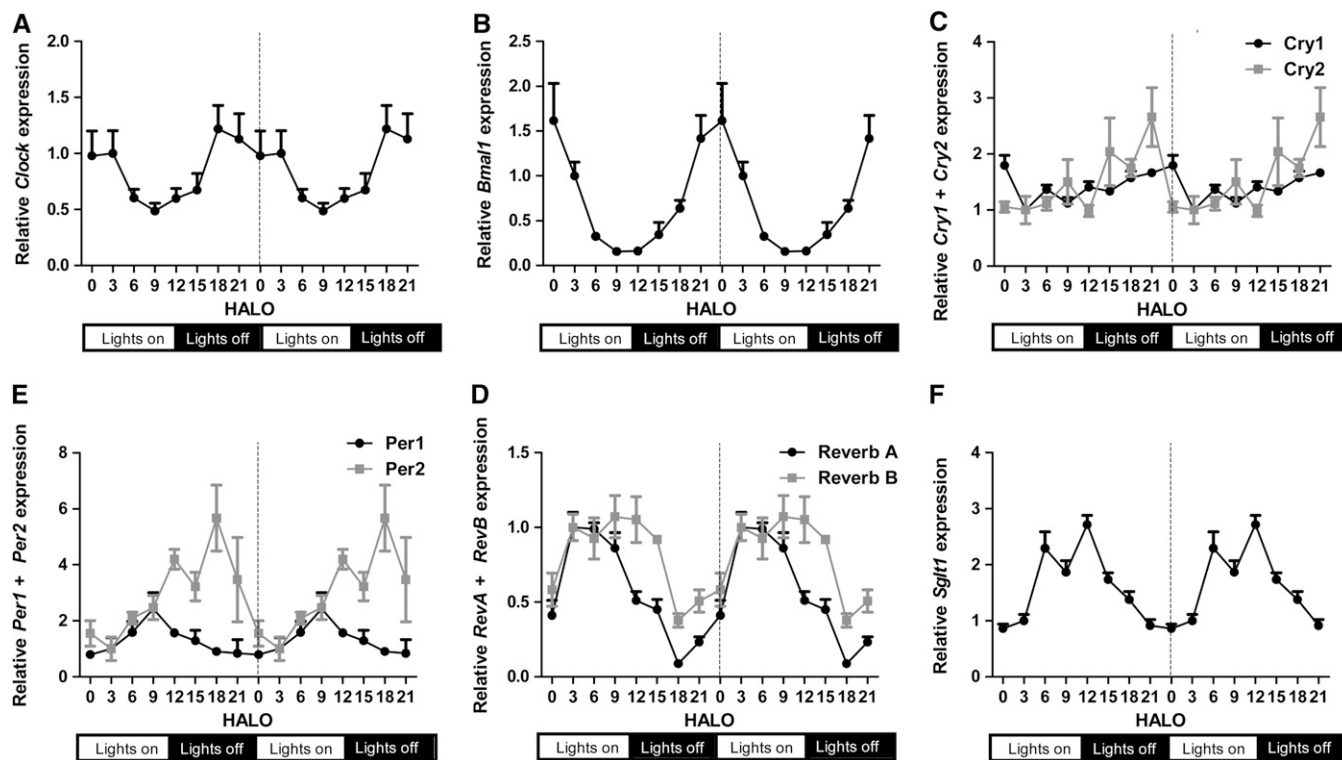 A
Relative Clock expression
2.0
1.5
1.0
0.5
0.0
0 3 6 9 12 15 18 21 0 3 6 9 12 15 18 21
HALO
Lights on Lights off Lights on Lights off
B
Relative Bmal1 expression
2.5
2.0
1.5
1.0
0.5
0.0
0 3 6 9 12 15 18 21 0 3 6 9 12 15 18 21
HALO
Lights on Lights off Lights on Lights off
C
Relative Cry1 + Cry2 expression
Cry1
Cry2
4
3
2
1
0
0 3 6 9 12 15 18 21 0 3 6 9 12 15 18 21
HALO
Lights on Lights off Lights on Lights off
E
Relative Per1 + Per2 expression
Per1
Per2
8
6
4
2
0
0 3 6 9 12 15 18 21 0 3 6 9 12 15 18 21
HALO
Lights on Lights off Lights on Lights off
D
Relative RevA + RevB expression
Reverb A
Reverb B
1.5
1.0
0.5
0.0
0 3 6 9 12 15 18 21 0 3 6 9 12 15 18 21
HALO
Lights on Lights off Lights on Lights off
F
Relative Sglt1 expression
4
3
2
1
0
0 3 6 9 12 15 18 21 0 3 6 9 12 15 18 21
HALO
Lights on Lights off Lights on Lights off